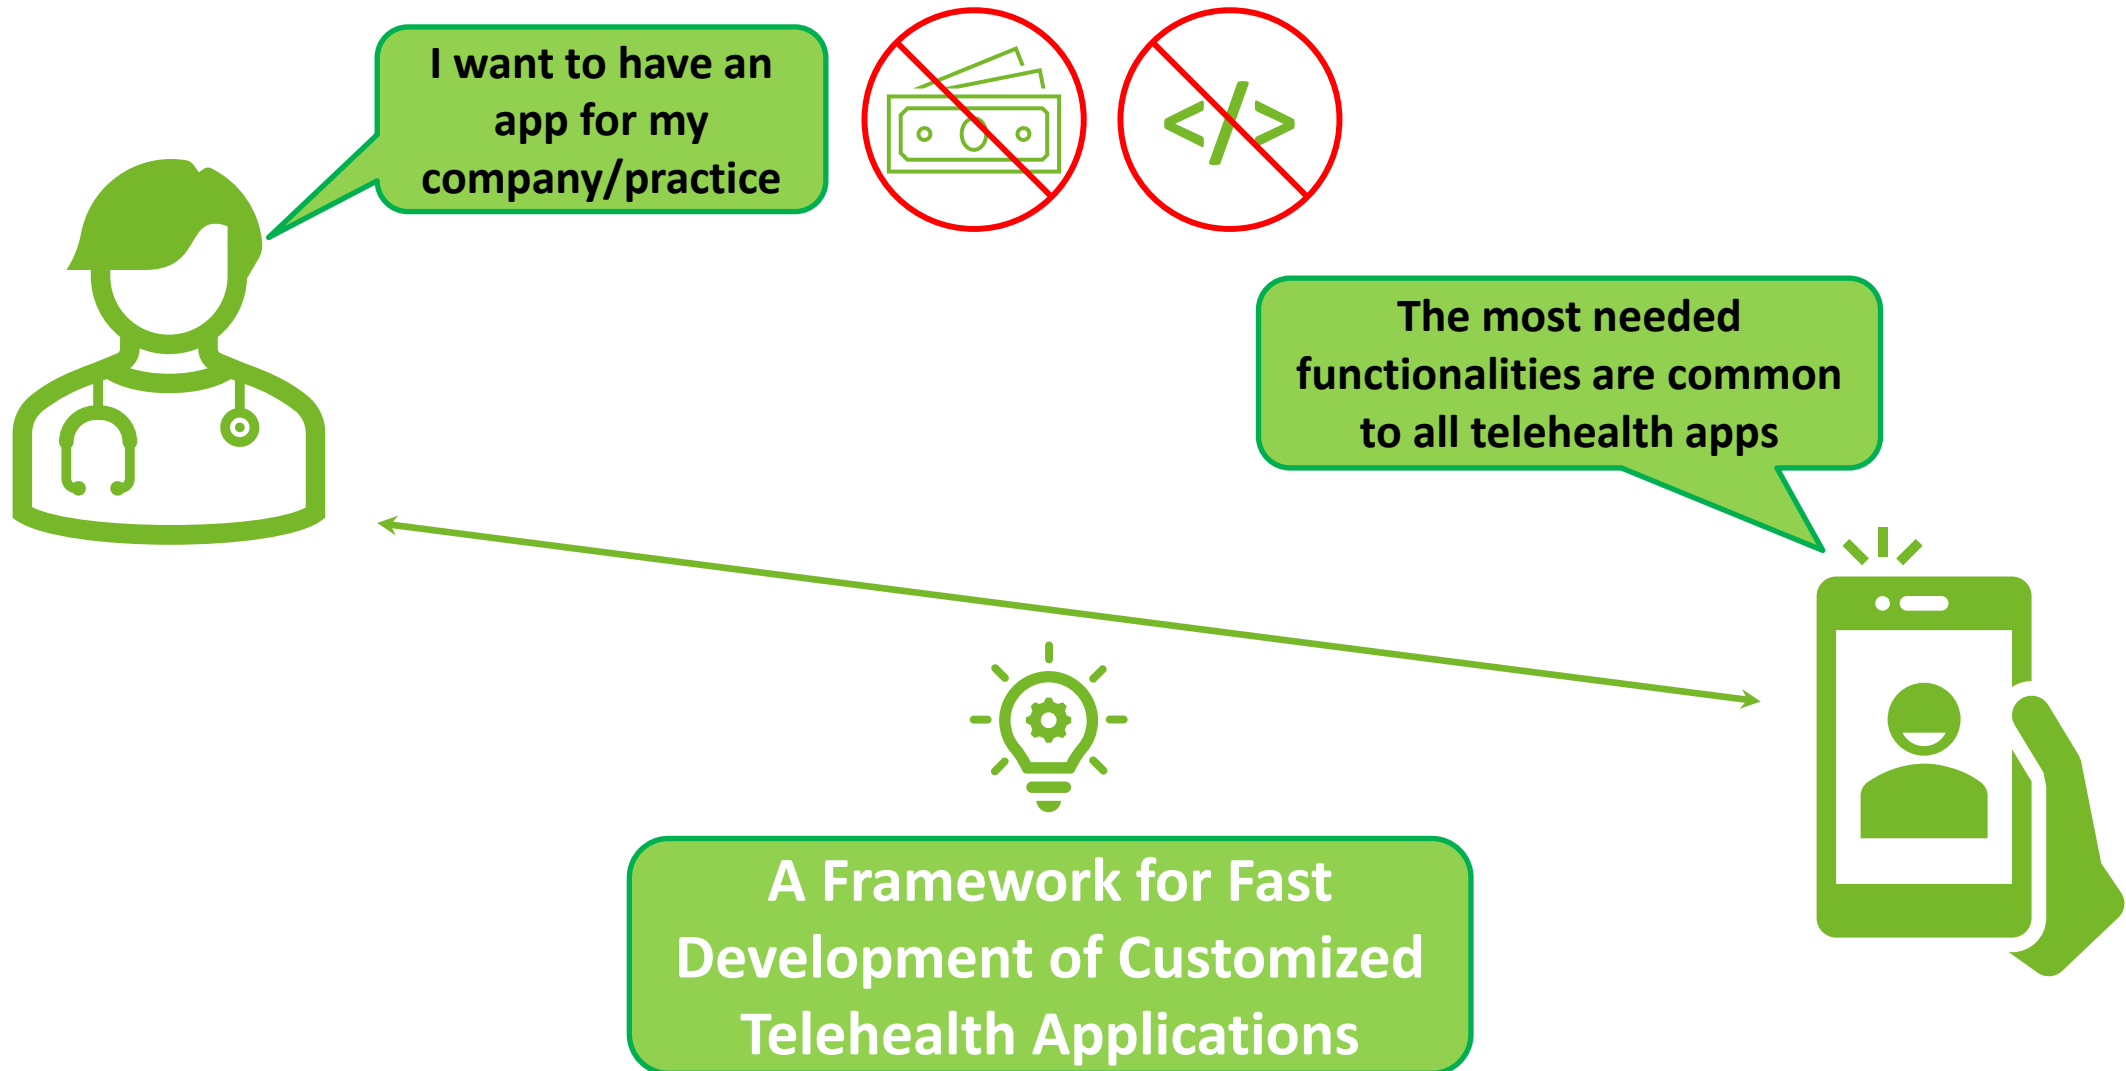 I want to have an
app for my
company/practice
</>
The most needed
functionalities are common
to all telehealth apps
A Framework for Fast
Development of Customized
Telehealth Applications